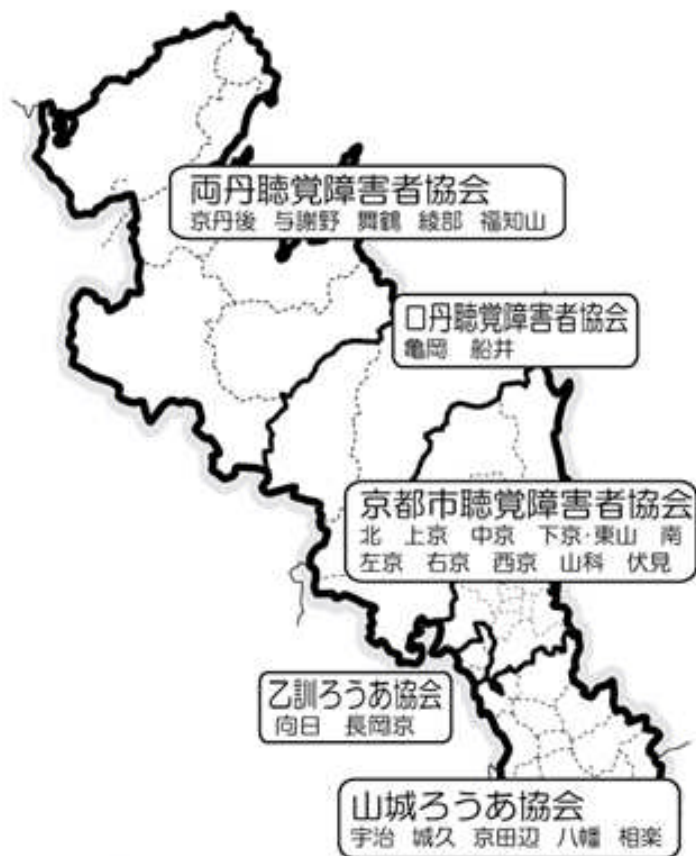 両丹聴覚障害者協会
京丹後 与謝野 舞鶴 綾部 福知山
口丹聴覚障害者協会
亀岡 船井
京都市聴覚障害者協会
北 上京 中京 下京・東山 南
左京 右京 西京 山科 伏見
乙訓ろうあ協会
向日 長岡京
山城ろうあ協会
宇治 城久 京田辺 八幡 相楽